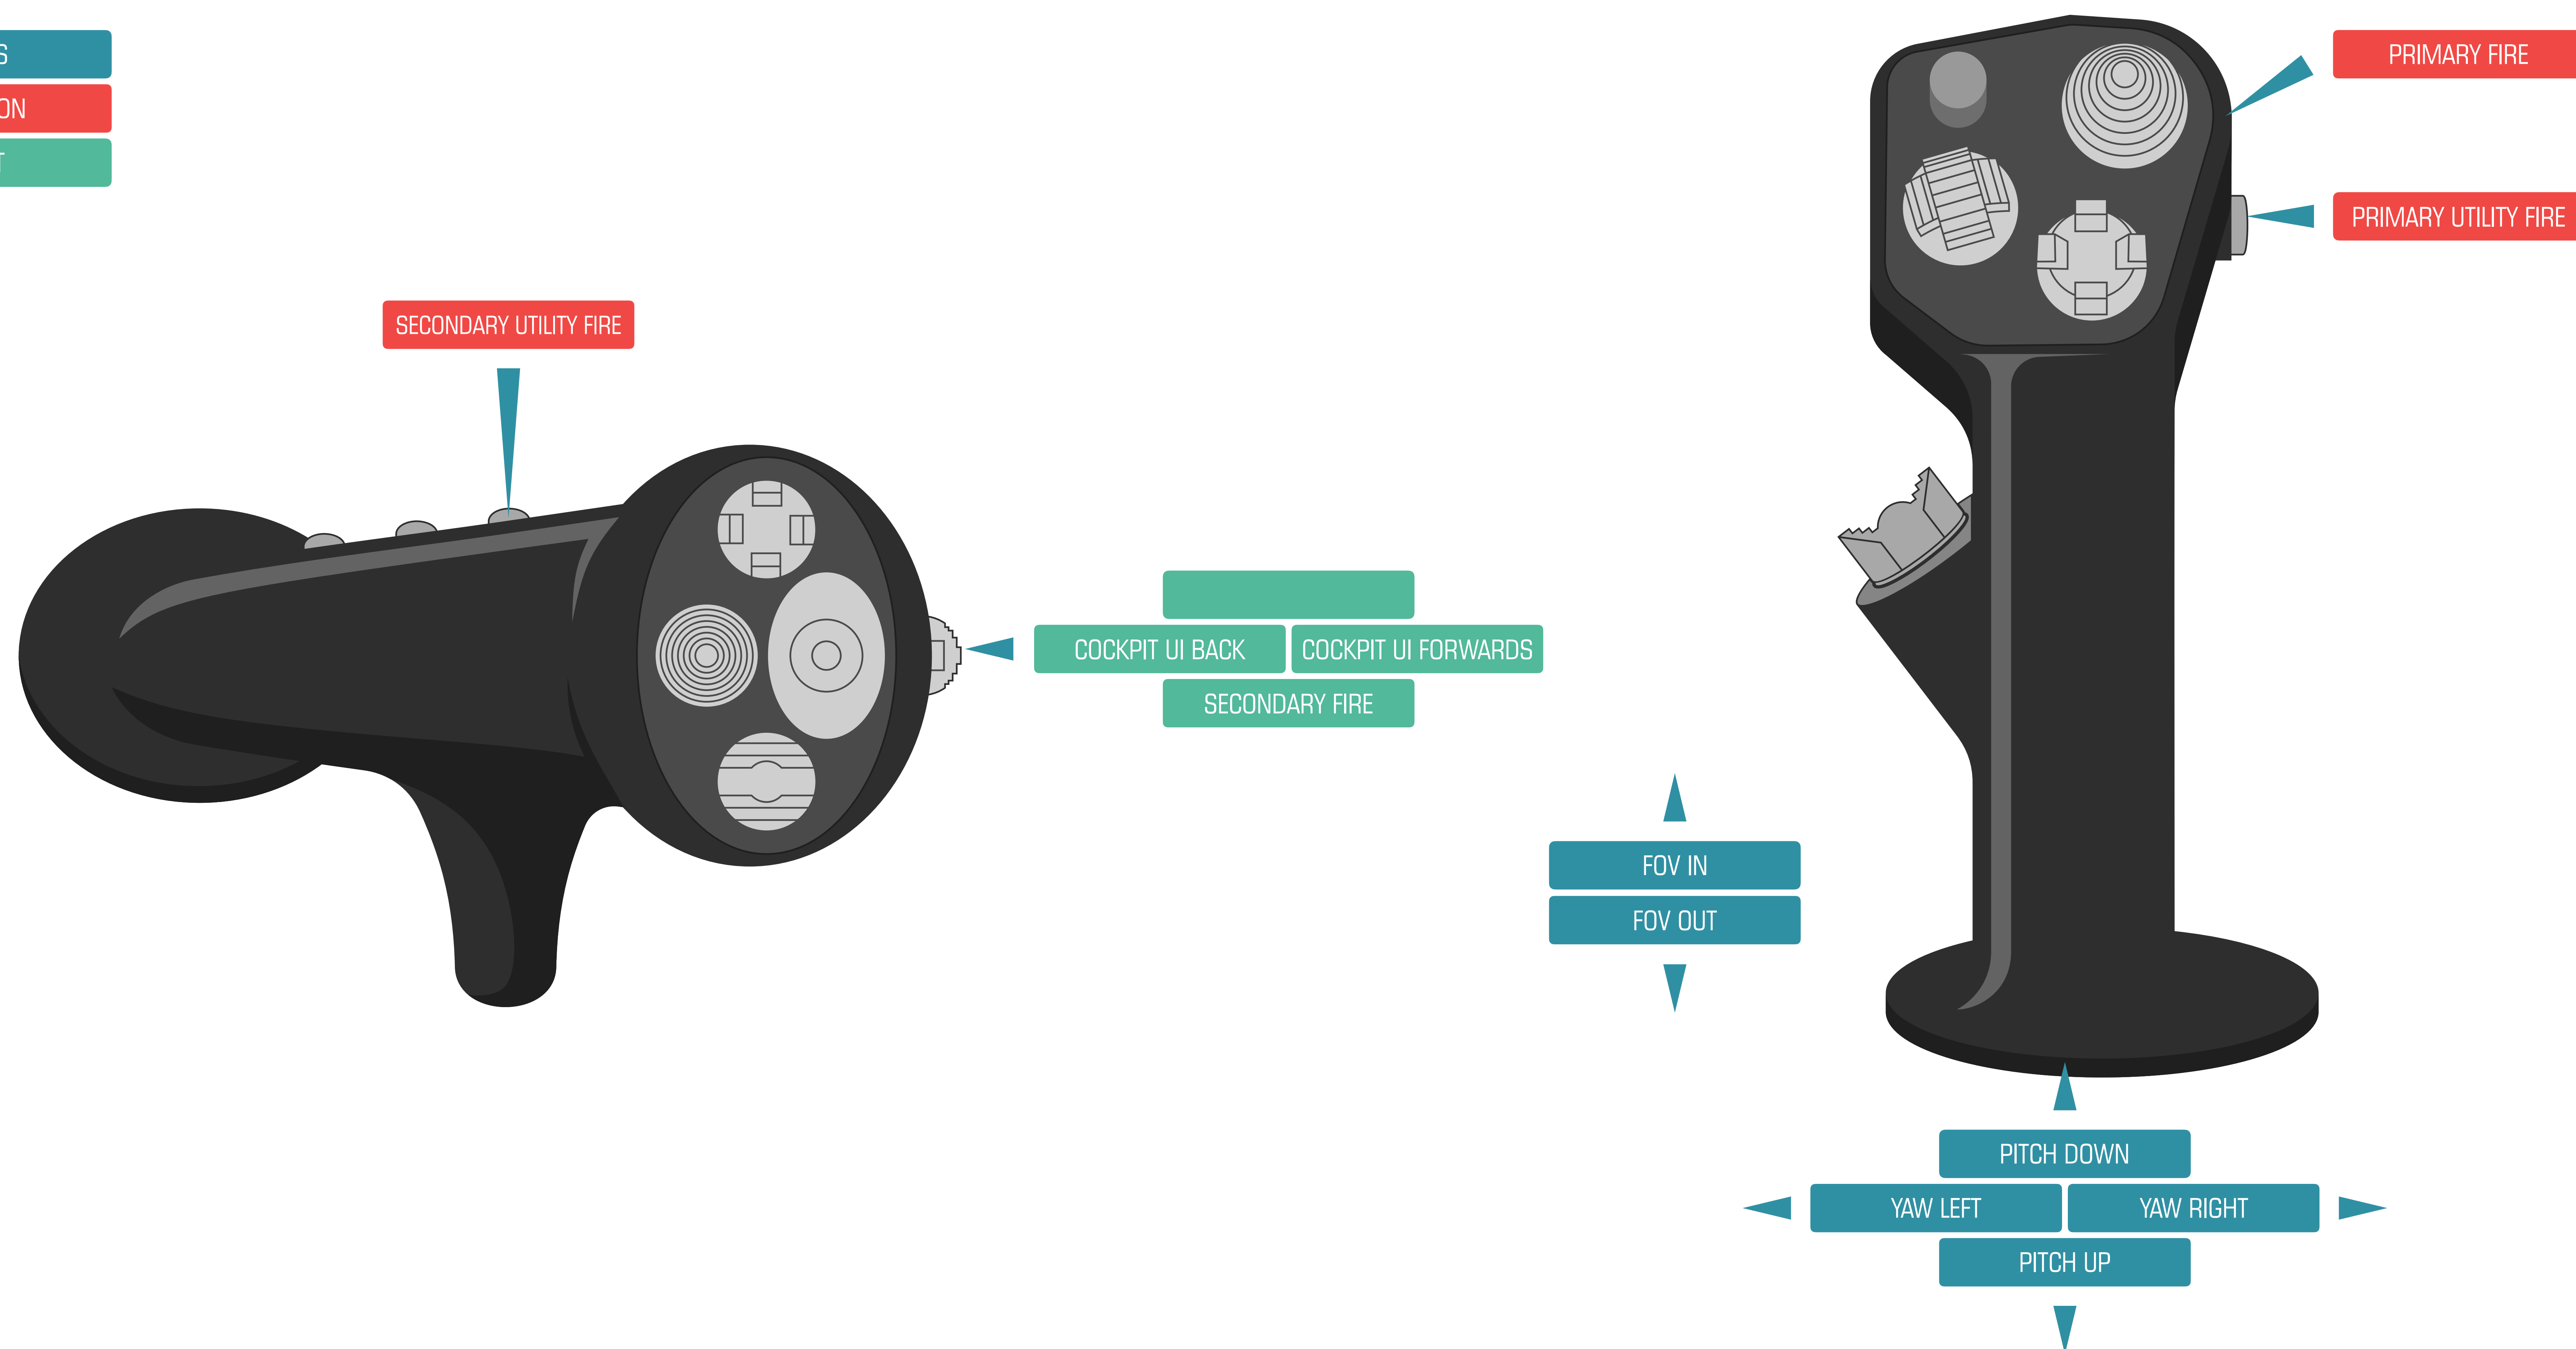 S
PRIMARY FIRE
ON
T
PRIMARY UTILITY FIRE
SECONDARY UTILITY FIRE
COCKPIT UI BACK
COCKPIT UI FORWARDS
SECONDARY FIRE
FOV IN
FOV OUT
PITCH DOWN
YAW LEFT
YAW RIGHT
PITCH UP